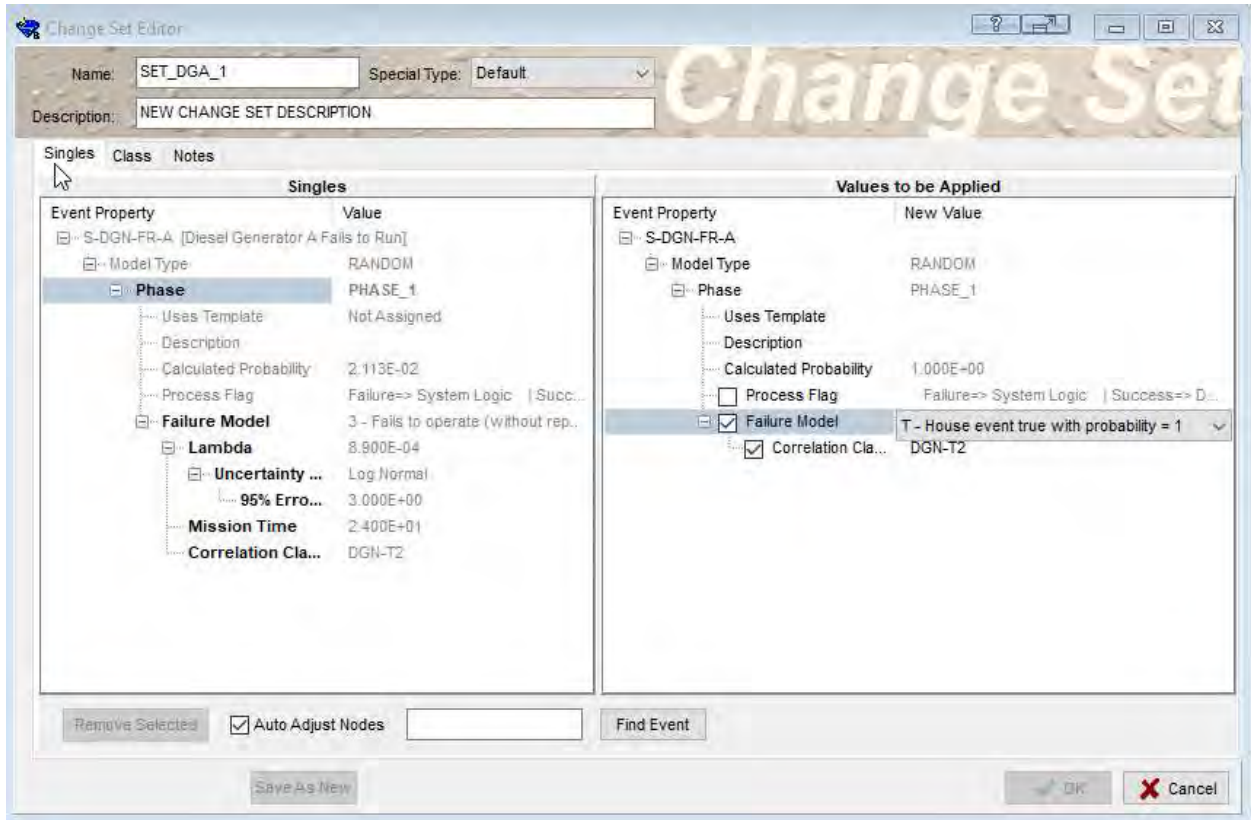 Change Set Editor
Name: SET_DGA_1 Special Type: Default
Change Set
Description: NEW CHANGE SET DESCRIPTION
Singles Class Notes
Singles Values to be Applied
Event Property Value Event Property New Value
S-DGN-FR-A [Diesel Generator A Fails to Run] S-DGN-FR-A
Model Type RANDOM Model Type RANDOM
Phase PHASE_1 Phase PHASE_1
Uses Template Not Assigned Uses Template
Description Description
Calculated Probability 2.113E-02 Calculated Probability 1.000E+00
Process Flag Failure=> System Logic | Succ... Process Flag Failure=> System Logic | Success=> D...
Failure Model 3 - Fails to operate (without rep... Failure Model T - House event true with probability = 1
Lambda 8.900E-04 Correlation Cla... DGN-T2
Uncertainty ... Log Normal
95% Erro... 3.000E+00
Mission Time 2.400E+01
Correlation Cla... DGN-T2
Remove Selected Auto Adjust Nodes Find Event
Save As New OK Cancel